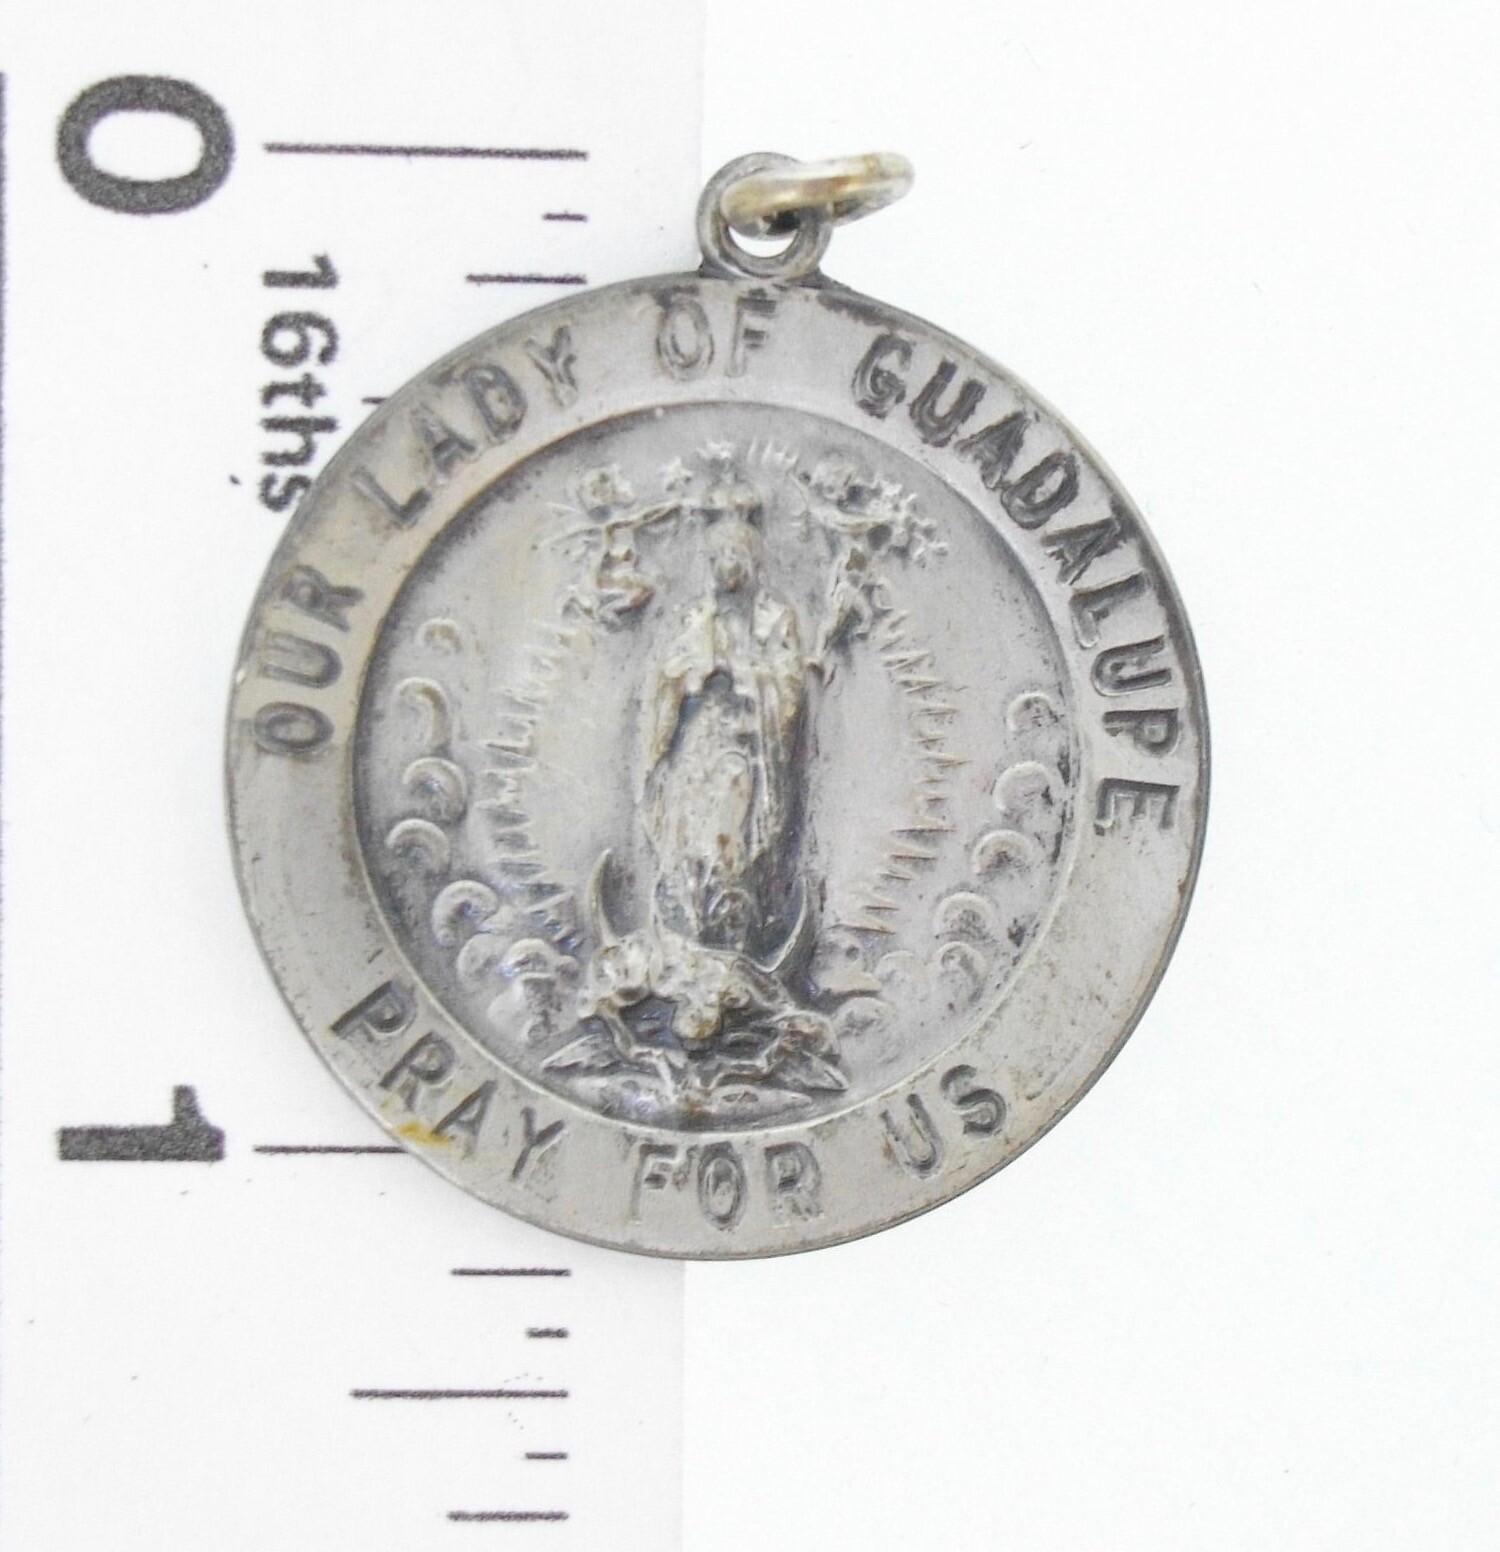 OUR LADY OF GUADALUPE
PRAY FOR US
0
16ths
1